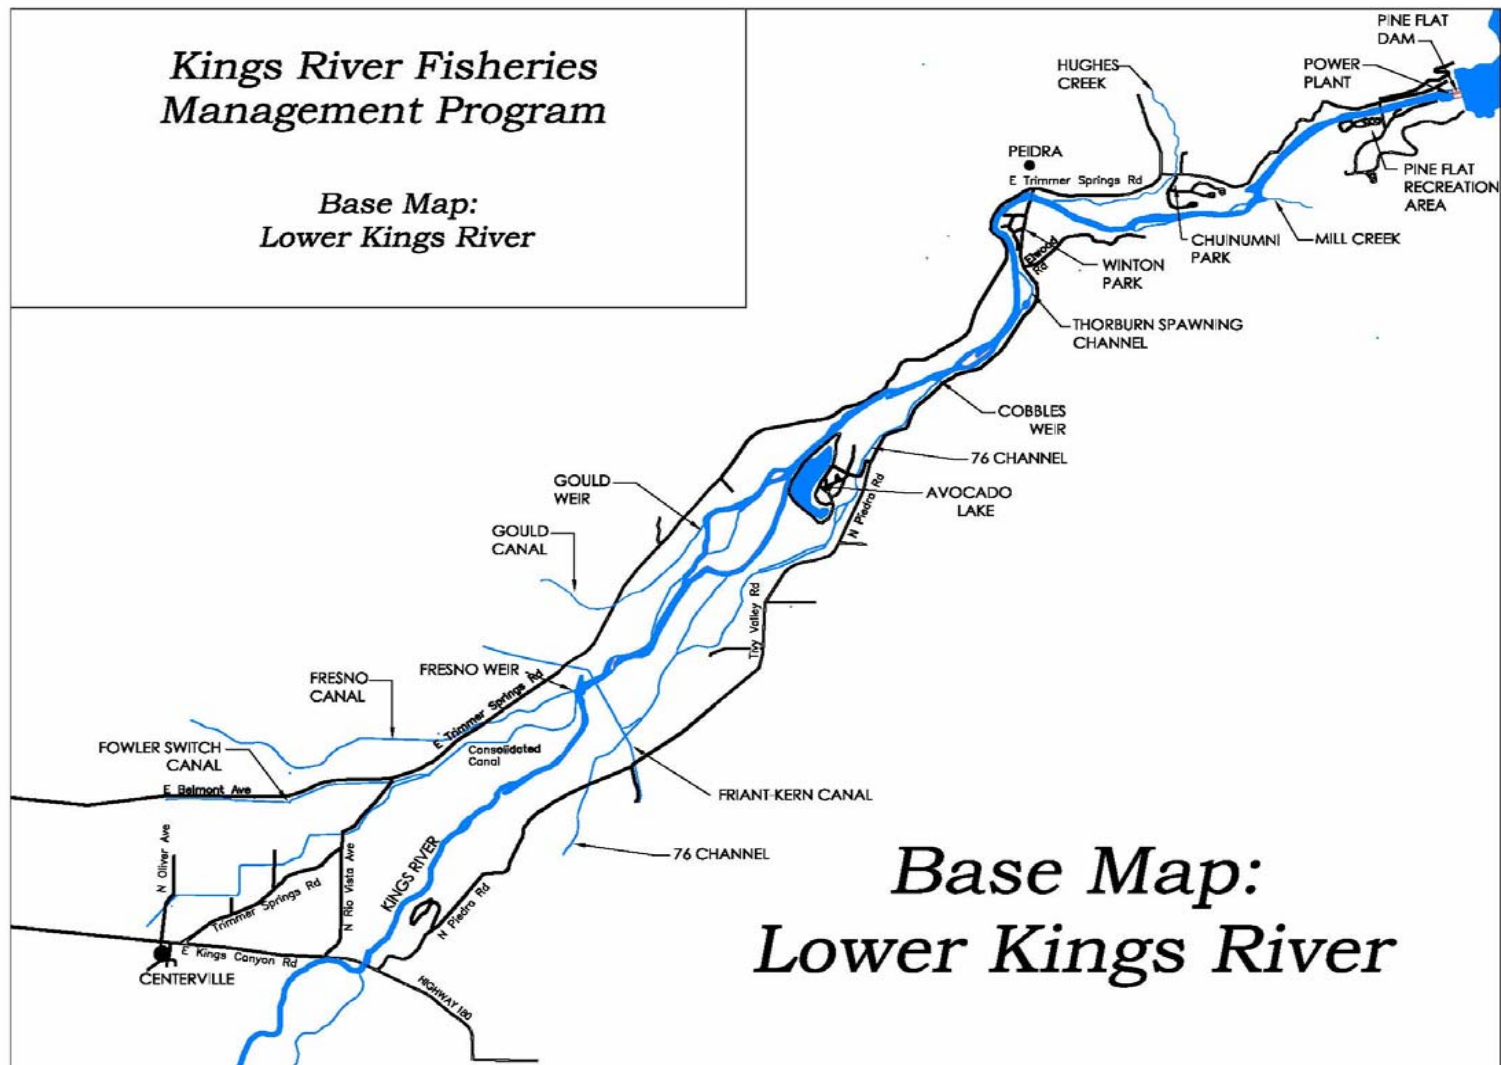 Kings River Fisheries
Management Program
Base Map:
Lower Kings River
PINE FLAT
DAM
HUGHES
CREEK
POWER
PLANT
PEIDRA
E Trimmer Springs Rd
PINE FLAT
RECREATION
AREA
MILL CREEK
CHUINUMNI
PARK
Elwood
Rd
WINTON
PARK
THORBURN SPAWNING
CHANNEL
COBBLES
WEIR
76 CHANNEL
AVOCADO
LAKE
N Piedra Rd
GOULD
WEIR
GOULD
CANAL
Tivy Valley Rd
FRESNO WEIR
FRESNO
CANAL
E Trimmer Springs Rd
Consolidated
Canal
FOWLER SWITCH
CANAL
E Belmont Ave
FRIANT-KERN CANAL
76 CHANNEL
N Oliver Ave
Trimmer Springs Rd
N Rio Vista Ave
KINGS RIVER
N Piedra Rd
E Kings Canyon Rd
CENTERVILLE
HIGHWAY 180
Base Map:
Lower Kings River